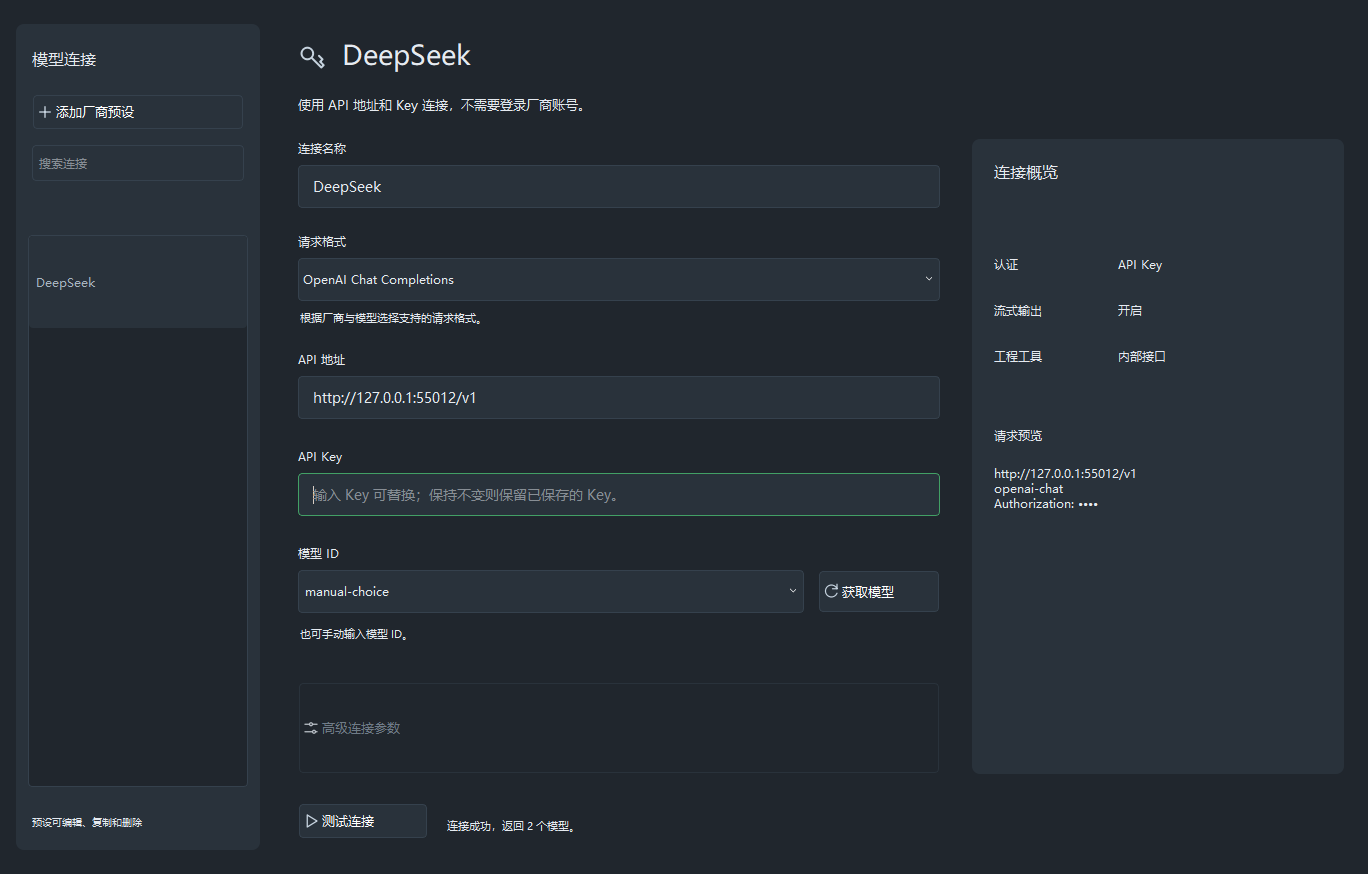 模型连接
添加厂商预设
搜索连接
DeepSeek
预设可编辑、复制和删除
DeepSeek
使用 API 地址和 Key 连接，不需要登录厂商账号。
连接名称
DeepSeek
请求格式
OpenAI Chat Completions
根据厂商与模型选择支持的请求格式。
API 地址
http://127.0.0.1:55012/v1
API Key
输入 Key 可替换；保持不变则保留已保存的 Key。
模型 ID
manual-choice
获取模型
也可手动输入模型 ID。
高级连接参数
测试连接
连接成功，返回 2 个模型。
连接概览
认证 API Key
流式输出 开启
工程工具 内部接口
请求预览
http://127.0.0.1:55012/v1
openai-chat
Authorization: ••••